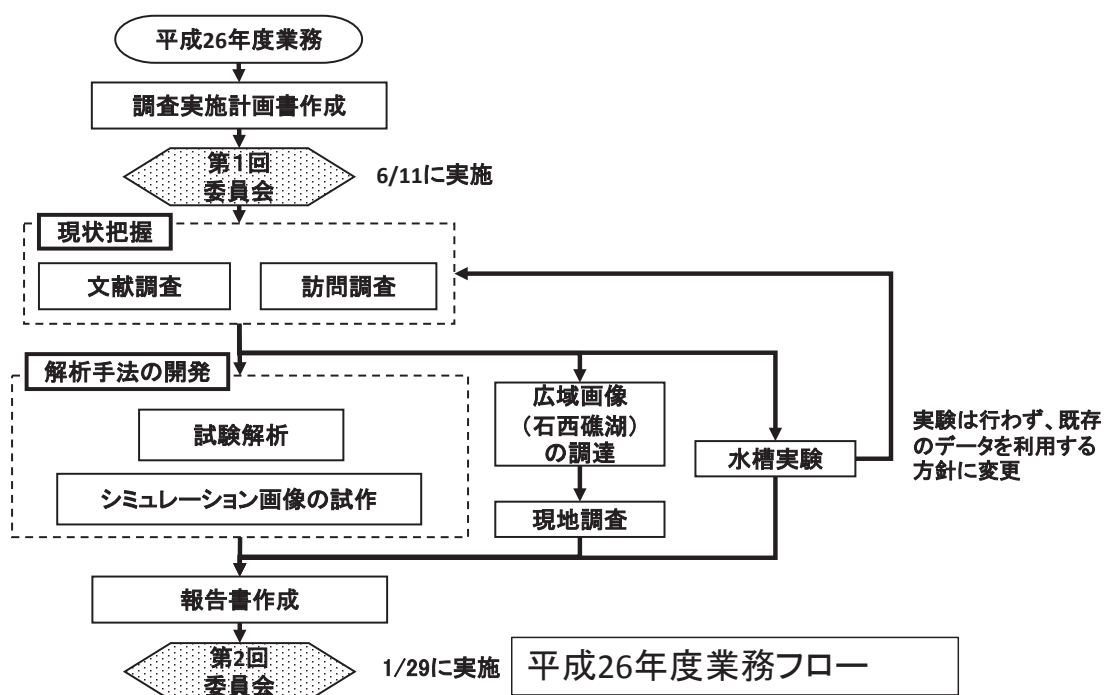 平成26年度業務
調査実施計画書作成
第1回
委員会
6/11に実施
現状把握
文献調査
訪問調査
解析手法の開発
試験解析
シミュレーション画像の試作
広域画像
（石西礁湖）
の調達
現地調査
水槽実験
実験は行わず、既存
のデータを利用する
方針に変更
報告書作成
第2回
委員会
1/29に実施
平成26年度業務フロー